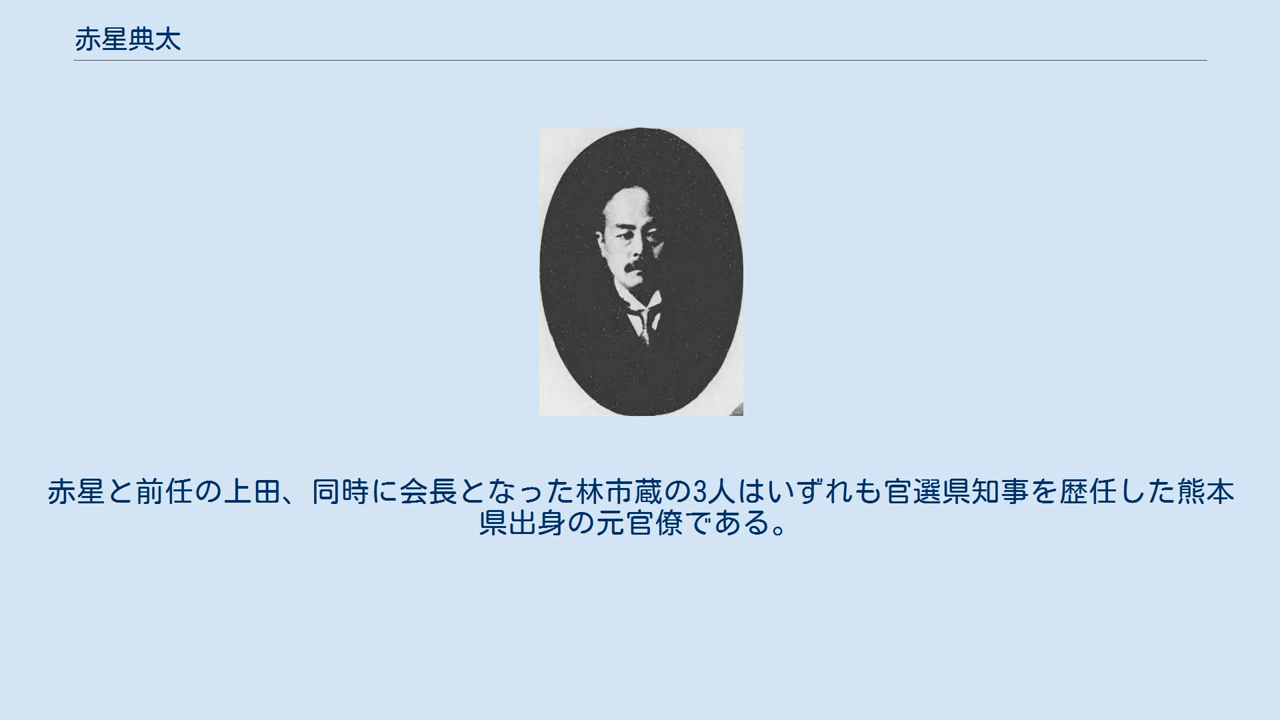 赤星典太
赤星と前任の上田、同時に会長となった林市蔵の3人はいずれも官選県知事を歴任した熊本
県出身の元官僚である。